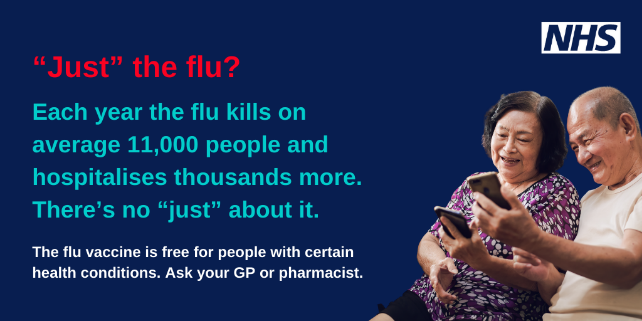 NHS
“Just” the flu?
Each year the flu kills on
average 11,000 people and
hospitalises thousands more.
There’s no “just” about it.
The flu vaccine is free for people with certain
health conditions. Ask your GP or pharmacist.